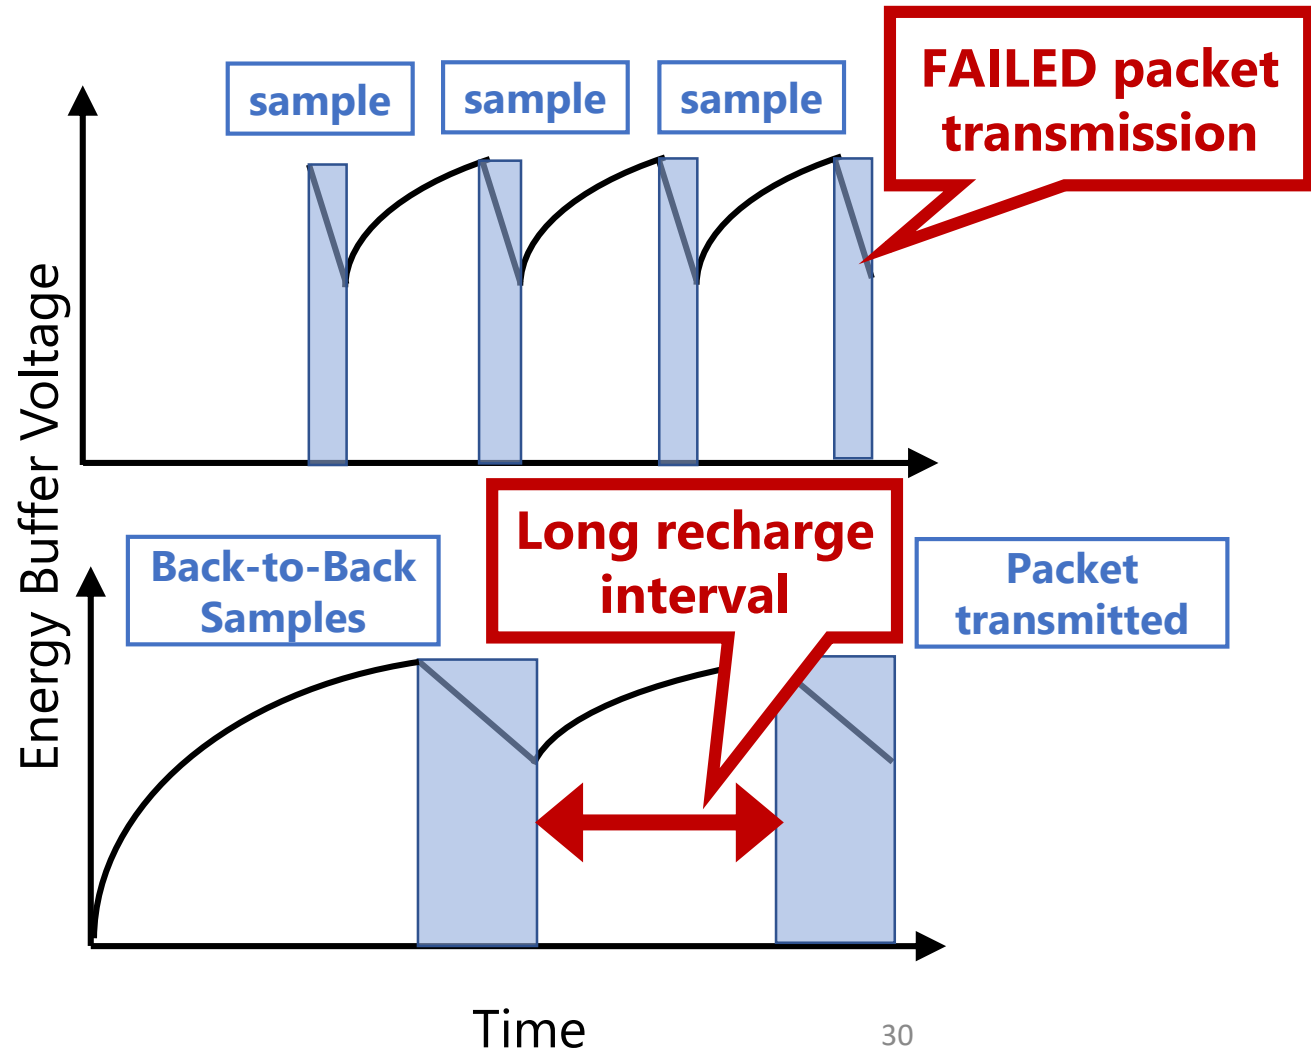 sample
sample
sample
FAILED packet
transmission
Energy Buffer Voltage
Back-to-Back
Samples
Long recharge
interval
Packet
transmitted
Time
30